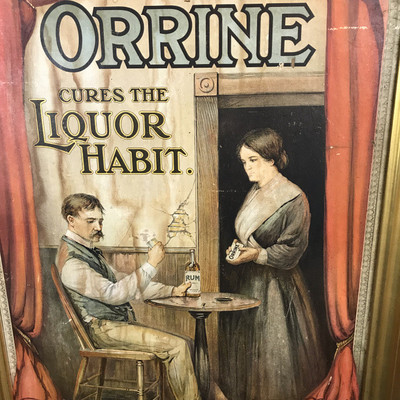 ORRINE
CURES THE
LIQUOR
HABIT.
RUM